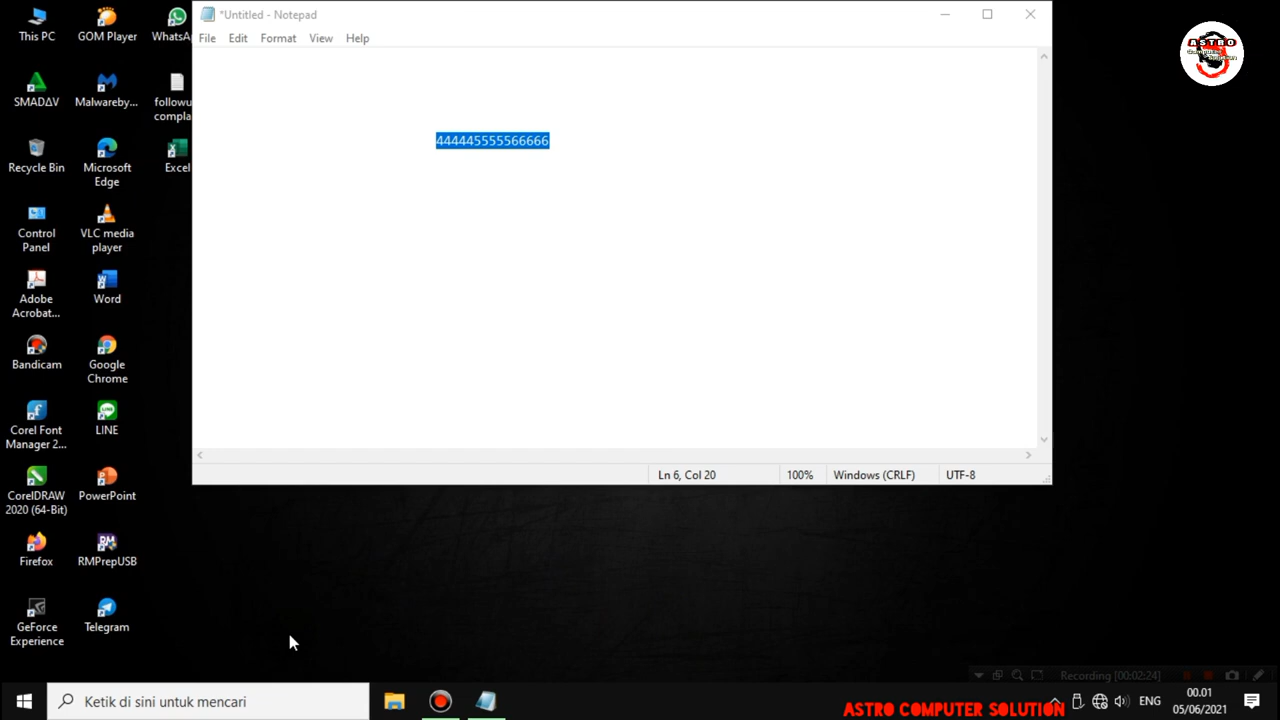 *Untitled - Notepad
File Edit Format View Help
444445555566666
Ln 6, Col 20
100%
Windows (CRLF)
UTF-8
This PC
GOM Player
WhatsA
SMADΔV
Malwareby...
followu
compla
Recycle Bin
Microsoft
Edge
Excel
Control
Panel
VLC media
player
Adobe
Acrobat...
Word
Bandicam
Google
Chrome
Corel Font
Manager 2...
LINE
CorelDRAW
2020 (64-Bit)
PowerPoint
Firefox
RMPrepUSB
GeForce
Experience
Telegram
ASTRO
Recording [00:02:24]
Ketik di sini untuk mencari
ENG
00.01
05/06/2021
ASTRO COMPUTER SOLUTION